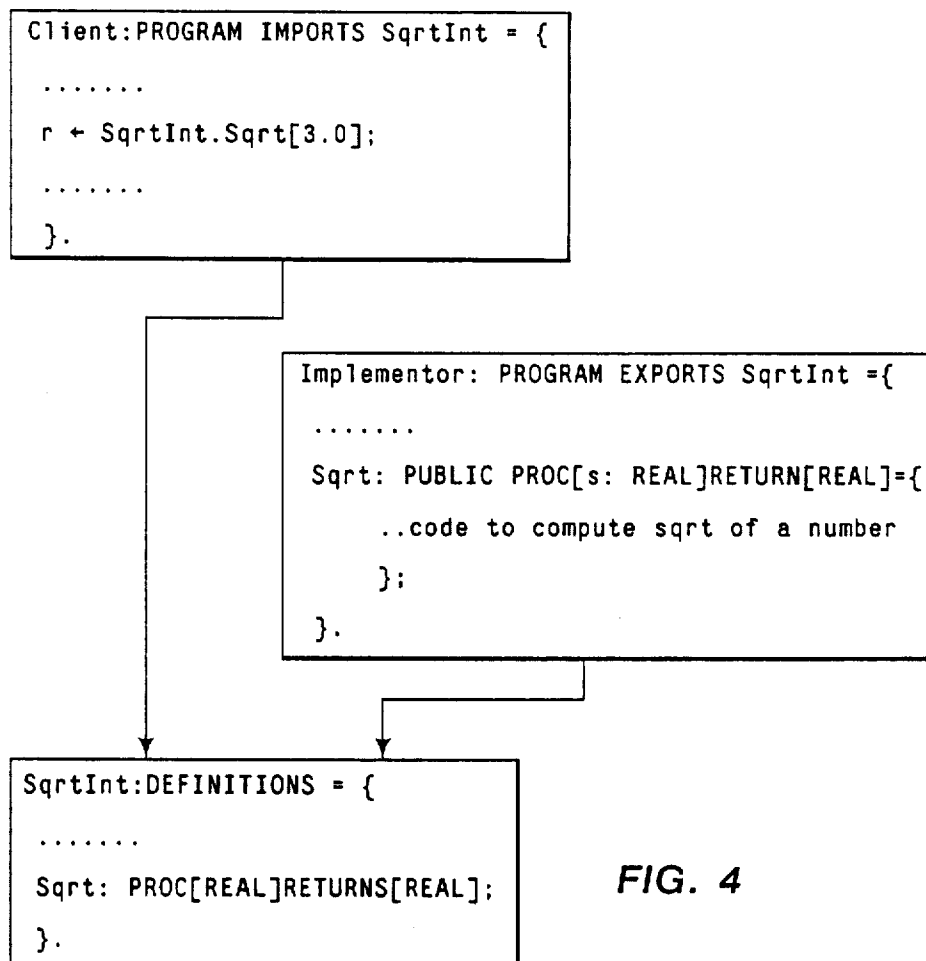 Client:PROGRAM IMPORTS SqrtInt = {
.......
r ← SqrtInt.Sqrt[3.0];
.......
}.
Implementor: PROGRAM EXPORTS SqrtInt ={
.......
Sqrt: PUBLIC PROC[s: REAL]RETURN[REAL]={
..code to compute sqrt of a number
};
}.
SqrtInt:DEFINITIONS = {
.......
Sqrt: PROC[REAL]RETURNS[REAL];
}.
FIG. 4